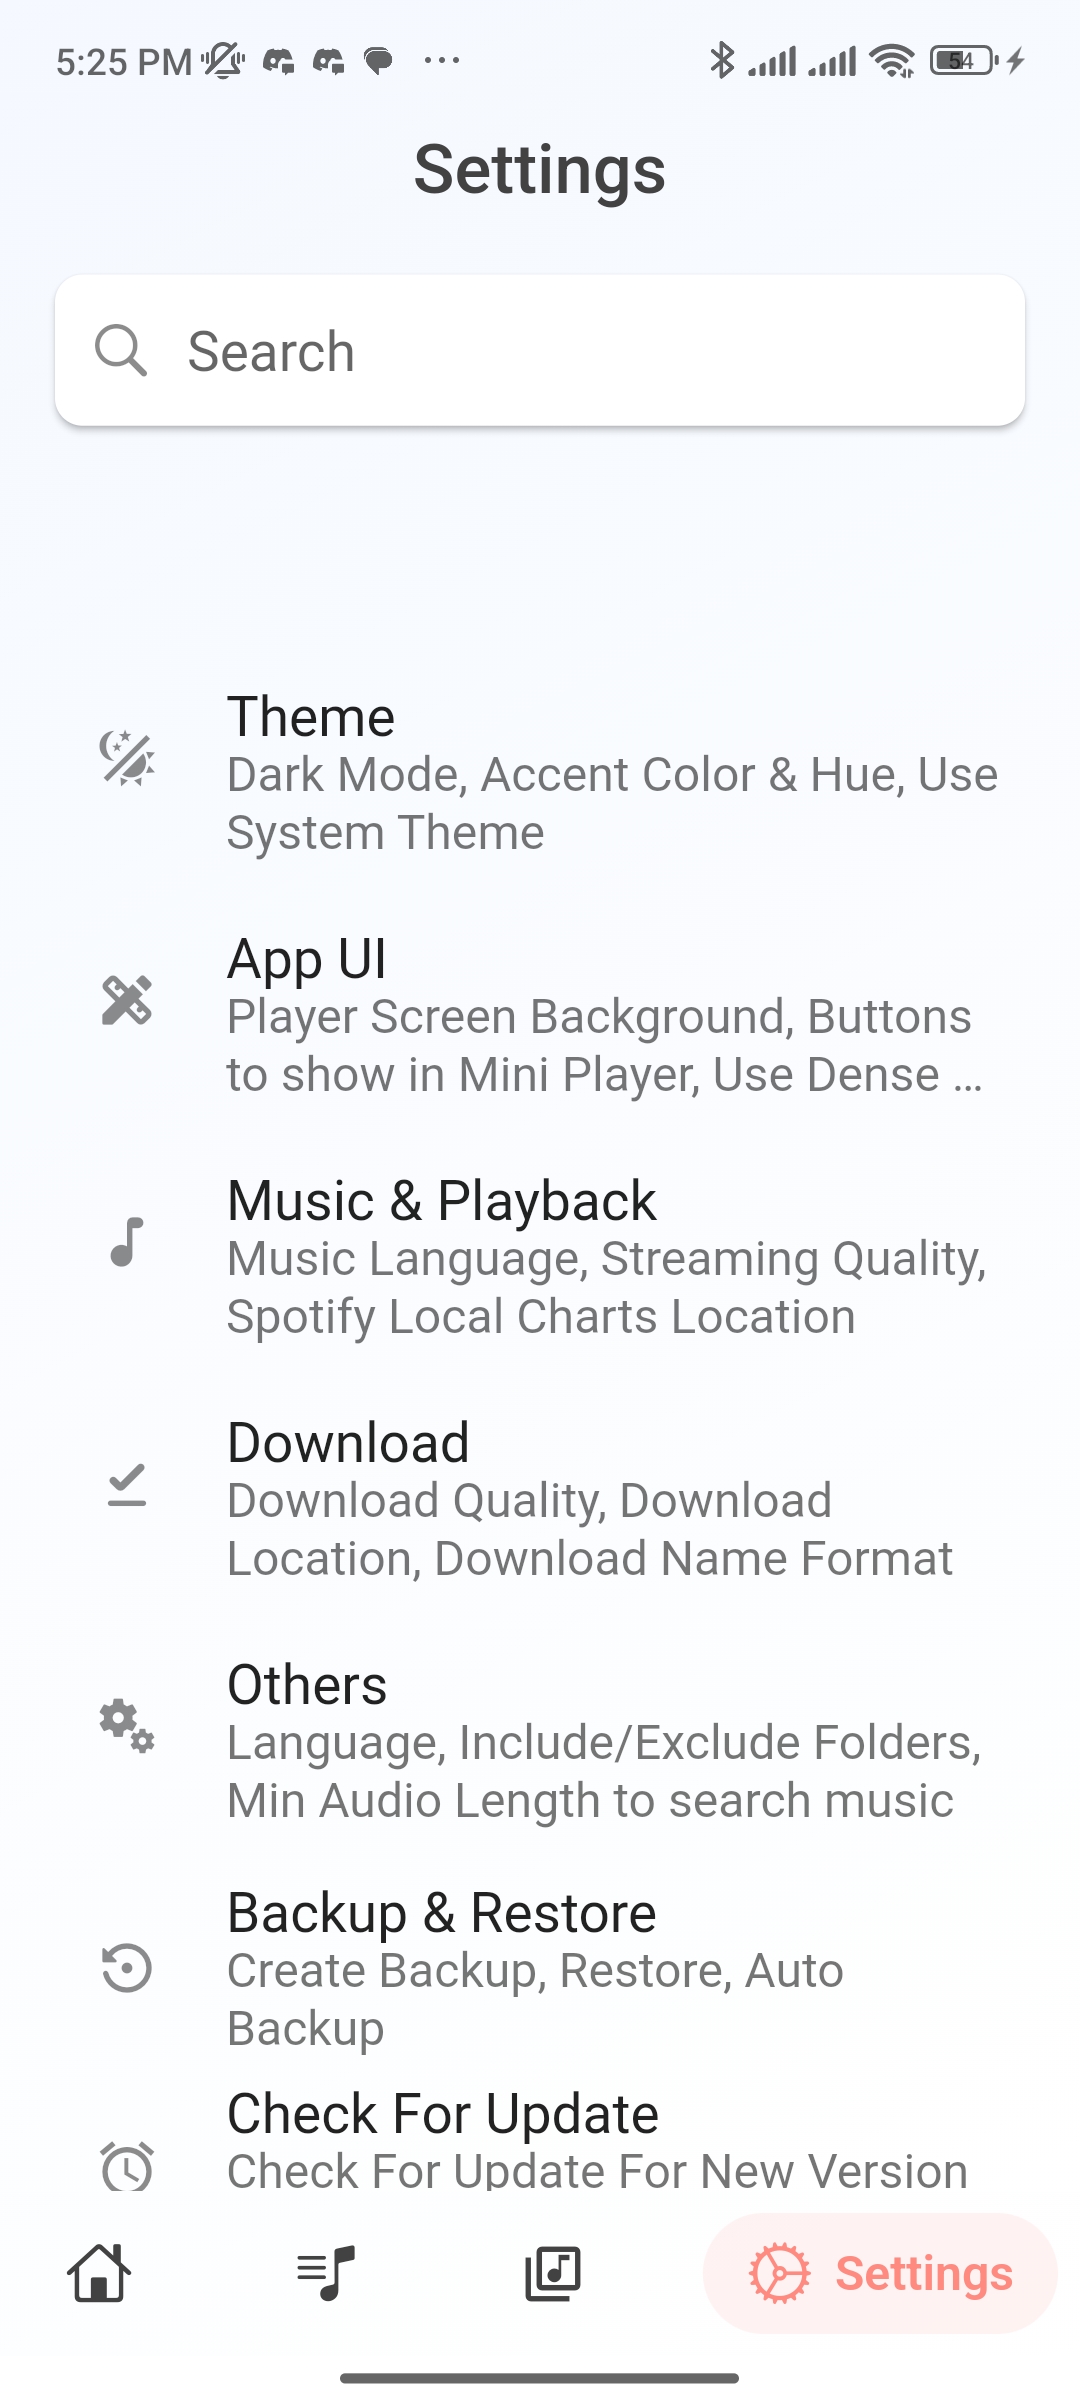 5:25 PM
54
Settings
Search
Theme
Dark Mode, Accent Color & Hue, Use
System Theme
App UI
Player Screen Background, Buttons
to show in Mini Player, Use Dense ...
Music & Playback
Music Language, Streaming Quality,
Spotify Local Charts Location
Download
Download Quality, Download
Location, Download Name Format
Others
Language, Include/Exclude Folders,
Min Audio Length to search music
Backup & Restore
Create Backup, Restore, Auto
Backup
Check For Update
Check For Update For New Version
Settings